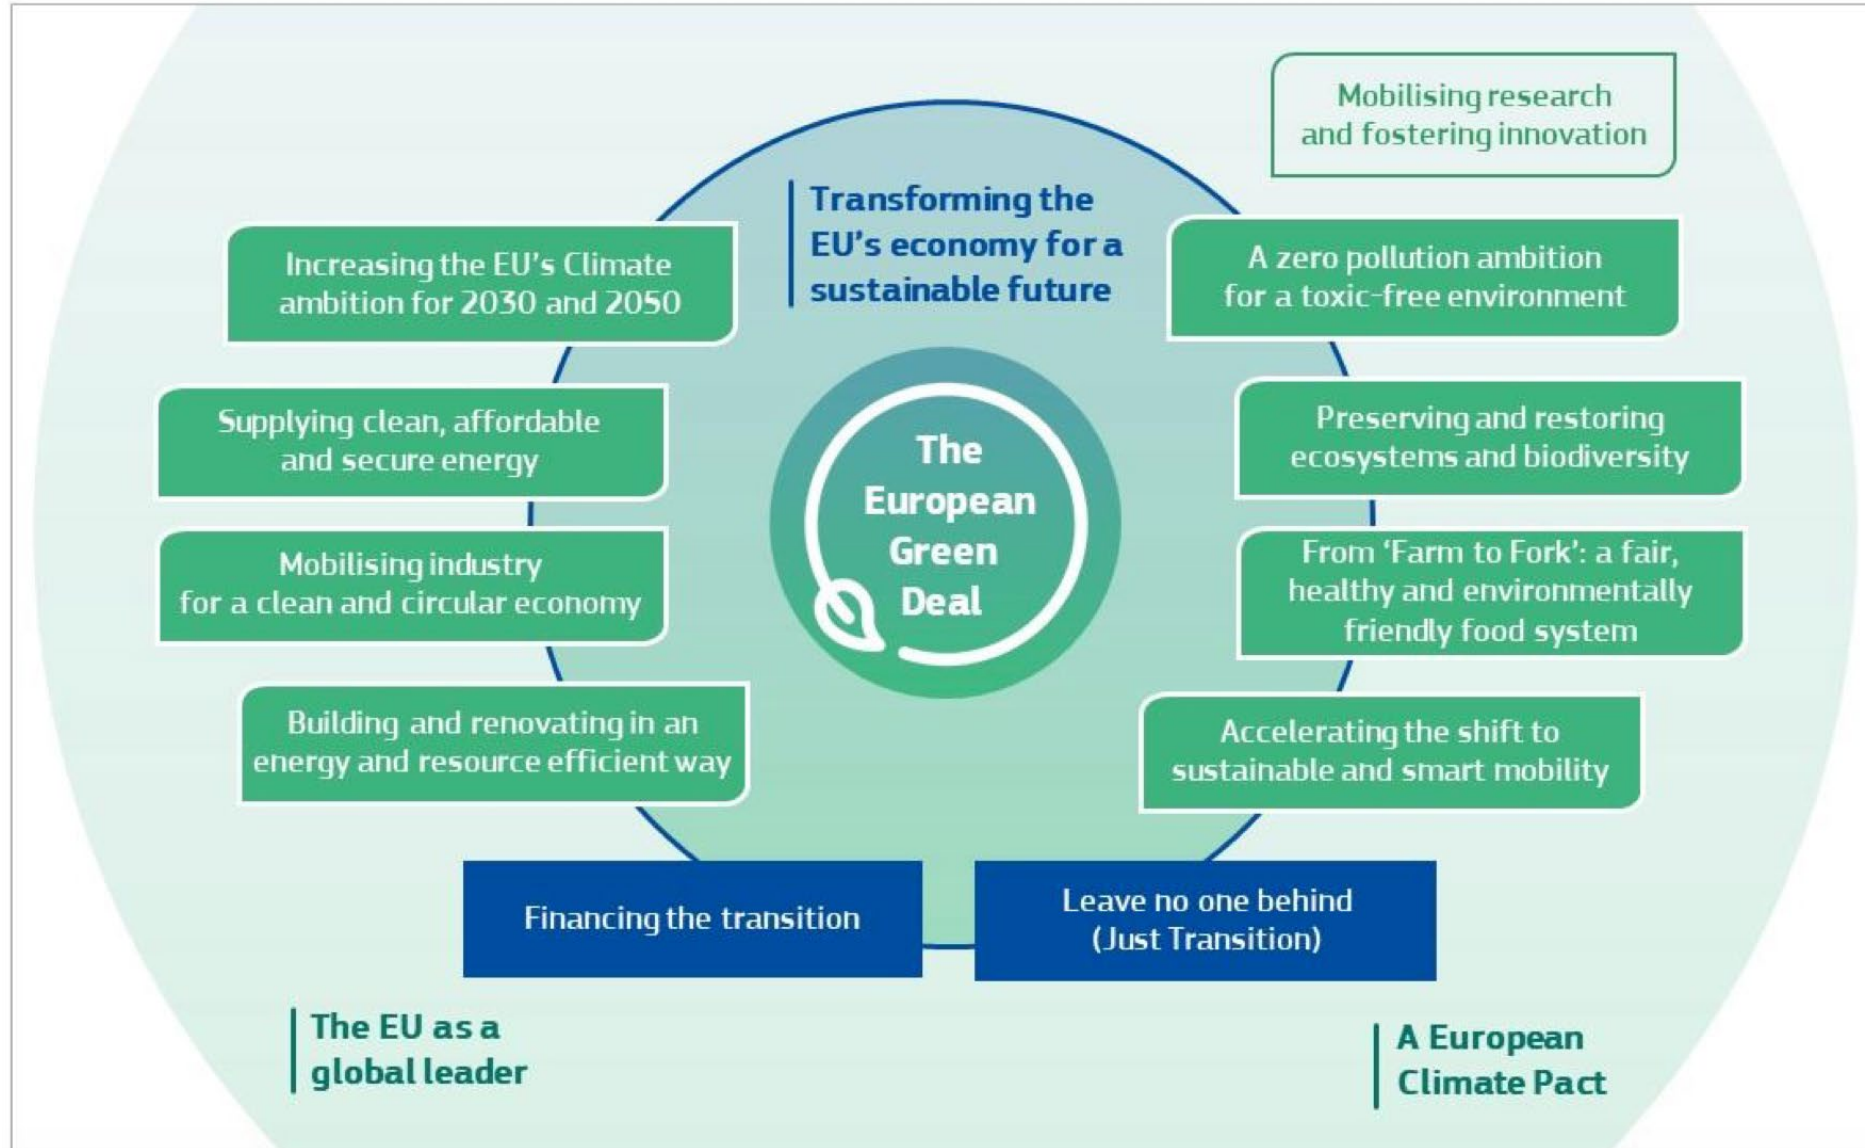 Mobilising research
and fostering innovation
Transforming the
EU's economy for a
sustainable future
Increasing the EU's Climate
ambition for 2030 and 2050
A zero pollution ambition
for a toxic-free environment
Supplying clean, affordable
and secure energy
Preserving and restoring
ecosystems and biodiversity
The
European
Green
Deal
Mobilising industry
for a clean and circular economy
From ‘Farm to Fork’: a fair,
healthy and environmentally
friendly food system
Building and renovating in an
energy and resource efficient way
Accelerating the shift to
sustainable and smart mobility
Financing the transition
Leave no one behind
(Just Transition)
The EU as a
global leader
A European
Climate Pact